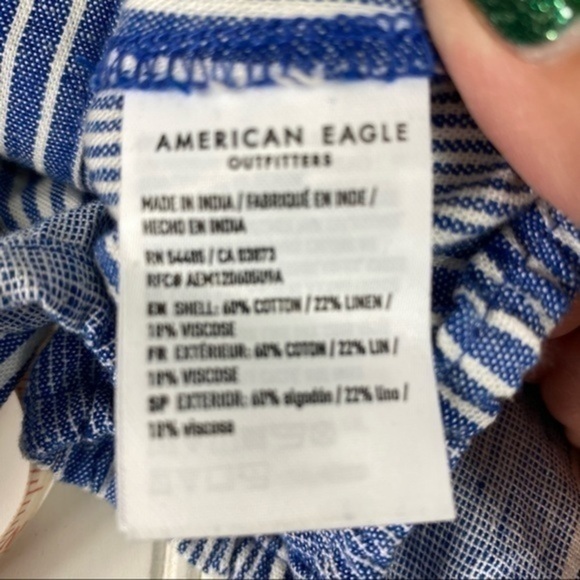 AMERICAN EAGLE
OUTFITTERS
MADE IN INDIA / FABRIQUÉ EN INDE /
HECHO EN INDIA
RN 54485 / CA 03873
RFC#
EN SHELL: 60% COTTON / 22% LINEN /
18% VISCOSE
FR EXTÉRIEUR: 60% COTON / 22% LIN /
18% VISCOSE
SP EXTERIOR: 60% algodón / 22% lino /
18% viscosa